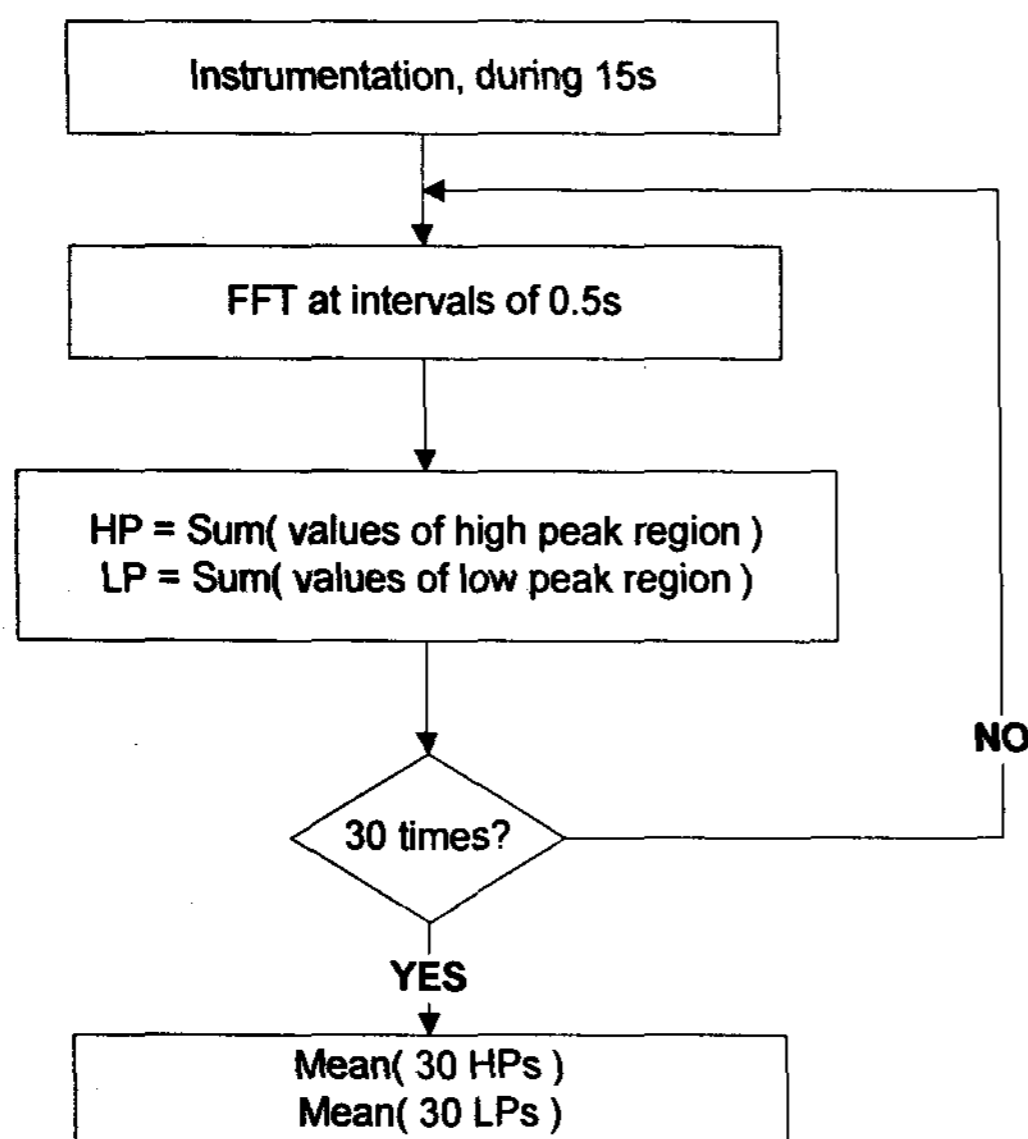 Instrumentation, during 15s
FFT at intervals of 0.5s
HP = Sum( values of high peak region )
LP = Sum( values of low peak region )
30 times?
NO
YES
Mean( 30 HPs )
Mean( 30 LPs )